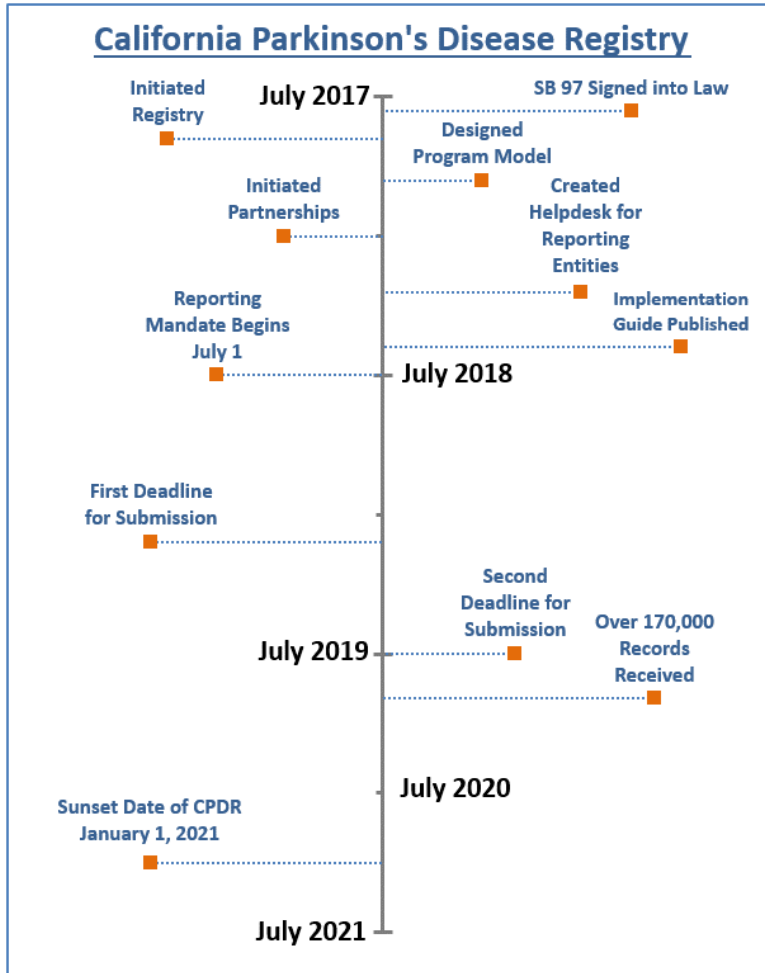 California Parkinson's Disease Registry
July 2017
SB 97 Signed into Law
Initiated
Registry
Designed
Program Model
Initiated
Partnerships
Created
Helpdesk for
Reporting
Entities
Implementation
Guide Published
Reporting
Mandate Begins
July 1
July 2018
First Deadline
for Submission
Second
Deadline for
Submission
July 2019
Over 170,000
Records
Received
July 2020
Sunset Date of CPDR
January 1, 2021
July 2021